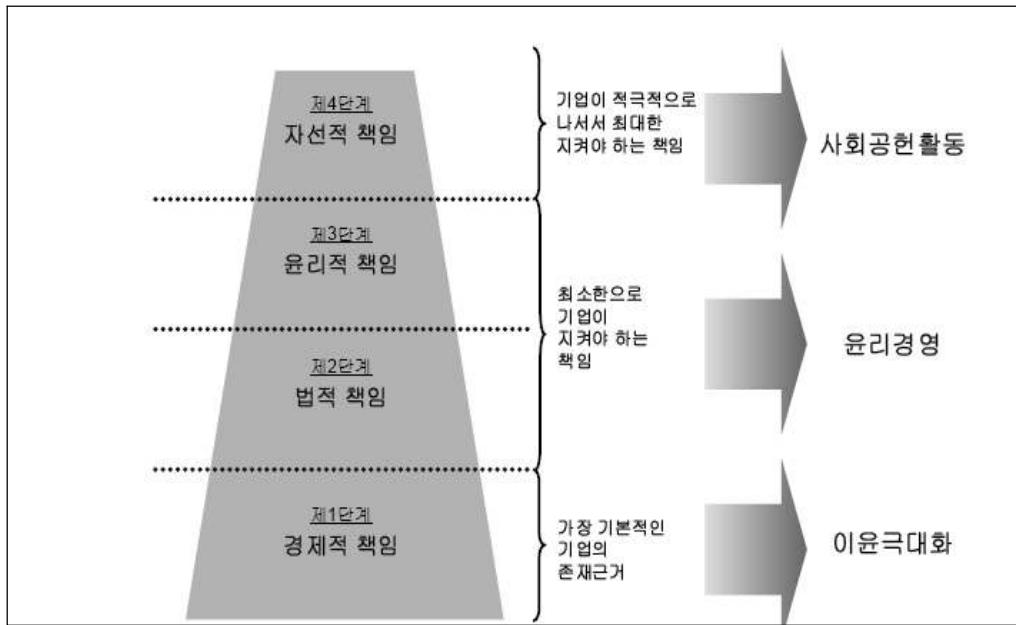 제4단계
자선적 책임
기업이 적극적으로
나서서 최대한
지켜야 하는 책임
사회공헌활동
제3단계
윤리적 책임
제2단계
법적 책임
최소한으로
기업이
지켜야 하는
책임
윤리경영
제1단계
경제적 책임
가장 기본적인
기업의
존재근거
이윤극대화